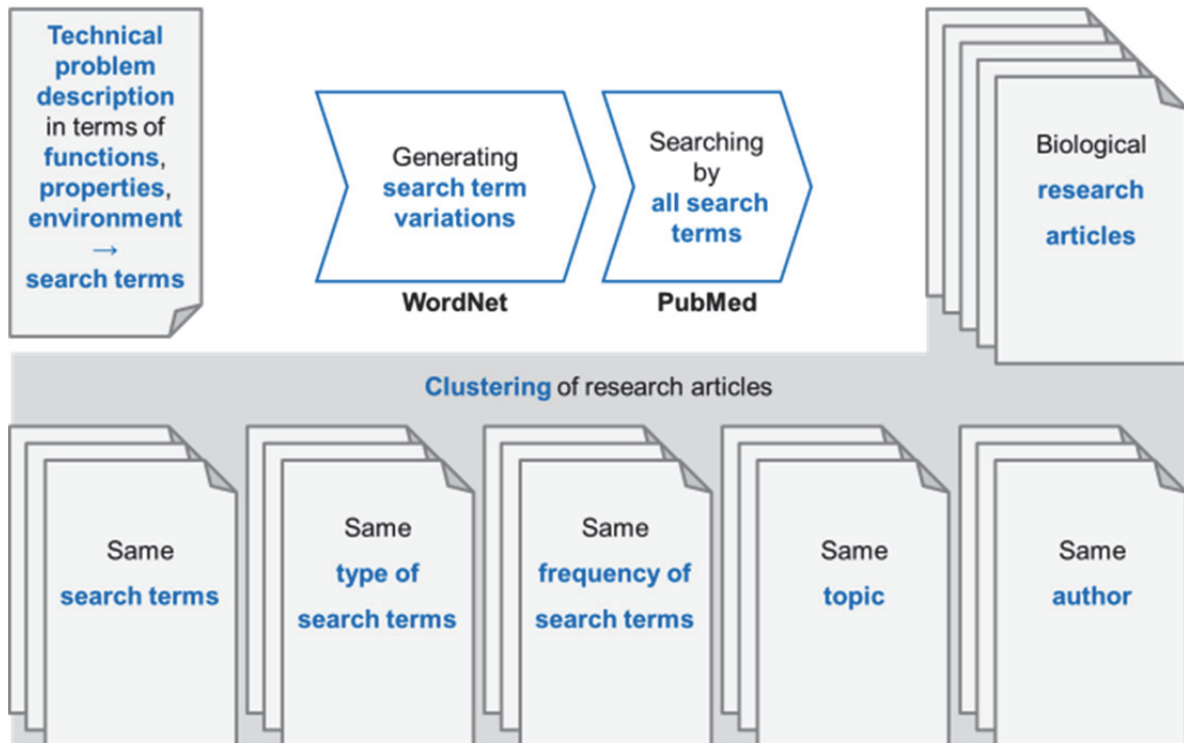 Technical
problem
description
in terms of
functions,
properties,
environment
→
search terms
Generating
search term
variations
WordNet
Searching
by
all search
terms
PubMed
Biological
research
articles
Clustering of research articles
Same
search terms
Same
type of
search terms
Same
frequency of
search terms
Same
topic
Same
author